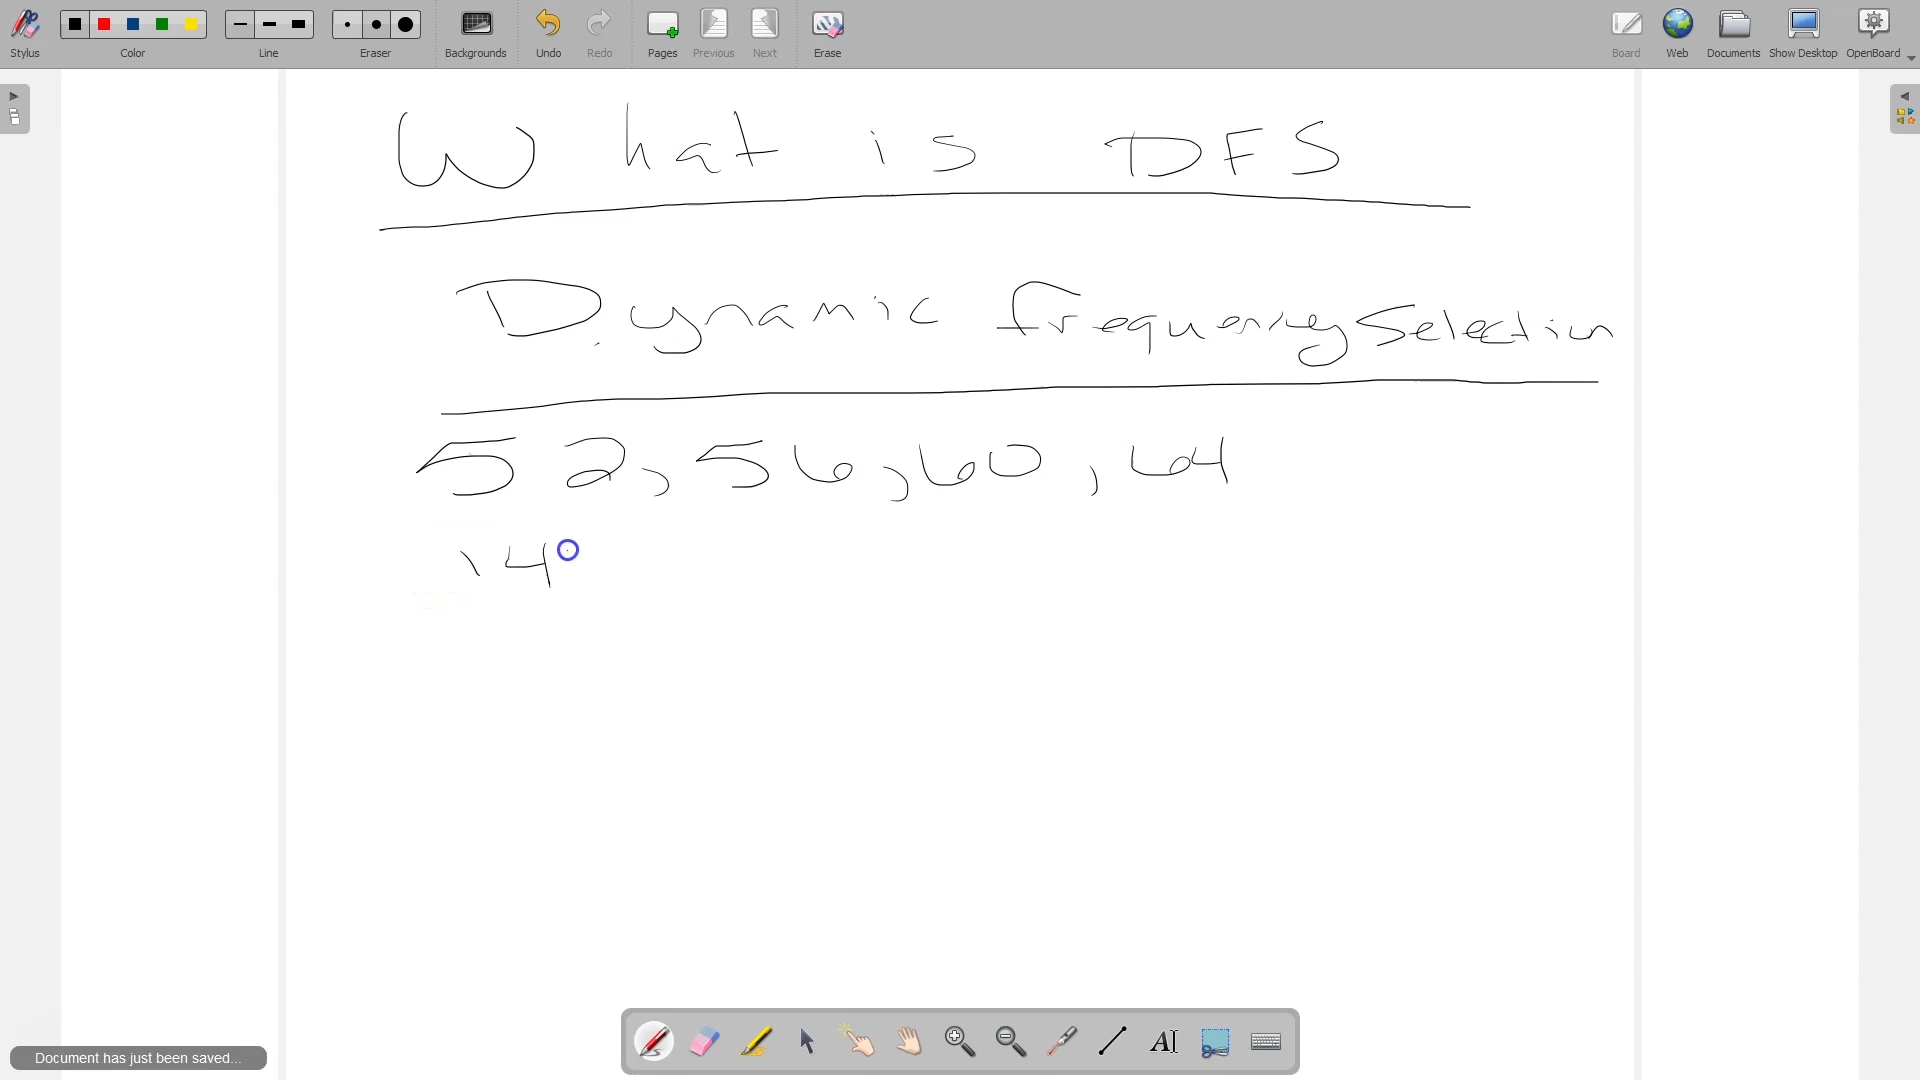 Stylus Color Line Eraser Backgrounds Undo Redo Pages Previous Next Erase Board Web Documents Show Desktop OpenBoard
What is DFS
Dynamic frequency Selection
52, 56, 60, 64
14
Document has just been saved...